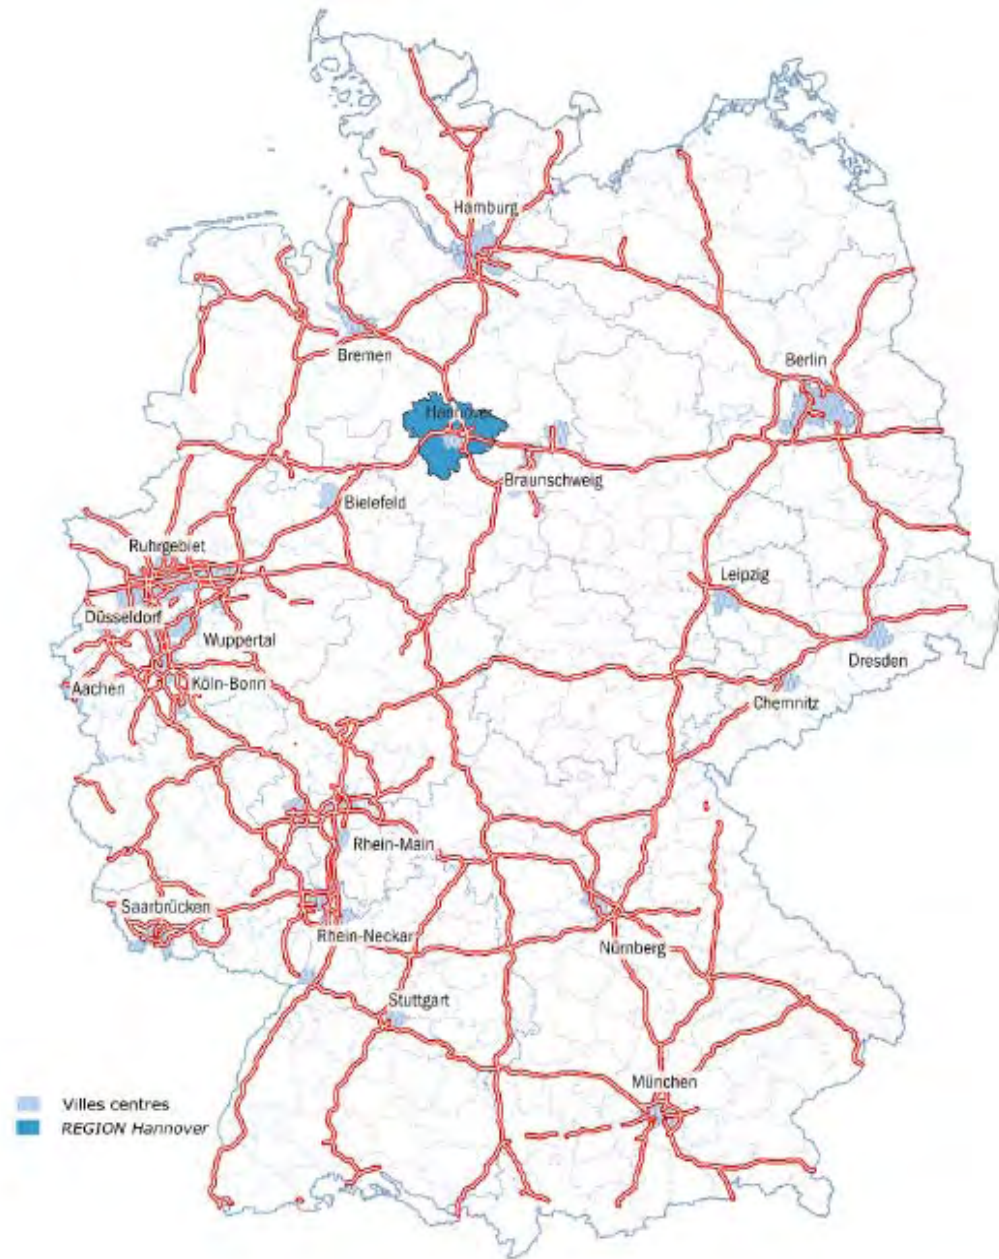 Hamburg
Bremen
Berlin
Hannover
Braunschweig
Bielefeld
Ruhrgebiet
Leipzig
Düsseldorf
Wuppertal
Dresden
Aachen
Köln-Bonn
Chemnitz
Rhein-Main
Saarbrücken
Rhein-Neckar
Nürnberg
Stuttgart
München
Villes centres
REGION Hannover